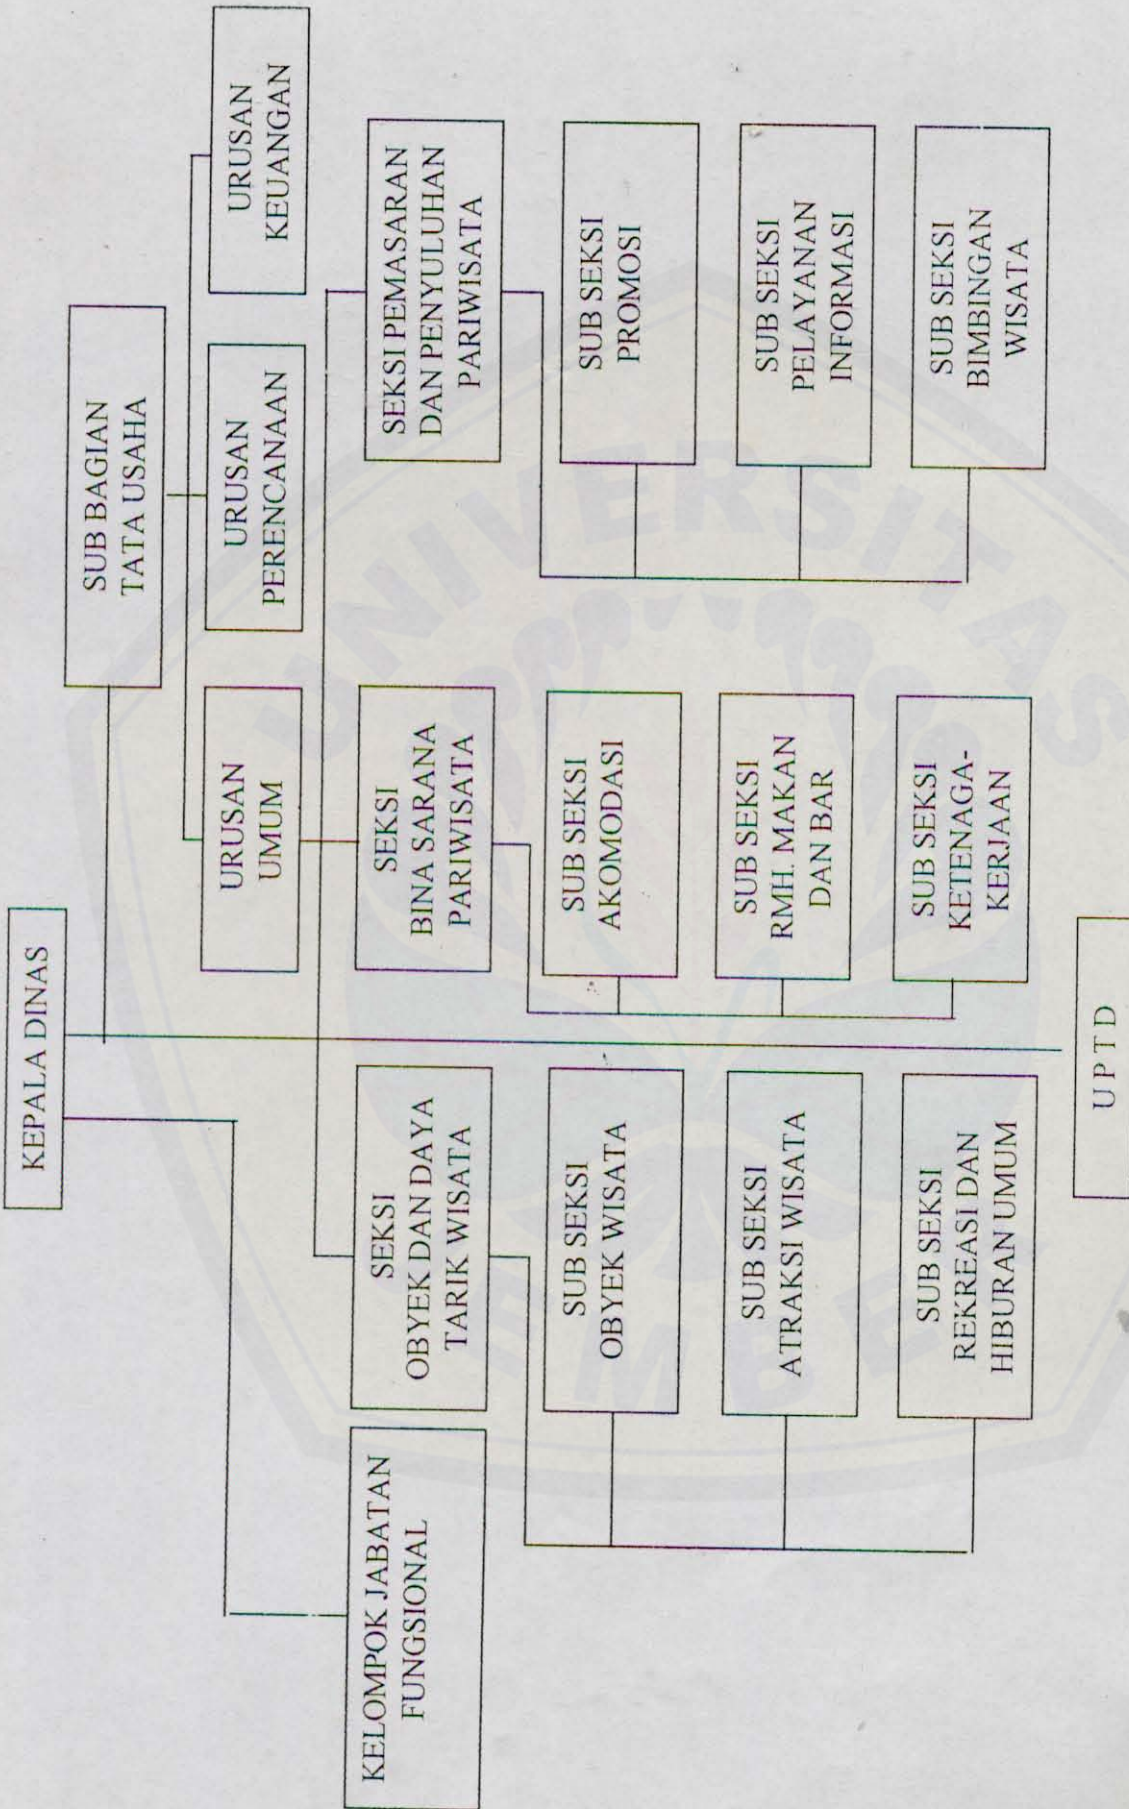 KEPALA DINAS
SUB BAGIAN
TATA USAHA
URUSAN
UMUM
URUSAN
PERENCANAAN
URUSAN
KEUANGAN
KELOMPOK JABATAN
FUNGSIONAL
SEKSI
OBYEK DAN DAYA
TARIK WISATA
SEKSI
BINA SARANA
PARIWISATA
SEKSI PEMASARAN
DAN PENYULUHAN
PARIWISATA
SUB SEKSI
OBYEK WISATA
SUB SEKSI
AKOMODASI
SUB SEKSI
PROMOSI
SUB SEKSI
ATRAKSI WISATA
SUB SEKSI
RMH. MAKAN
DAN BAR
SUB SEKSI
PELAYANAN
INFORMASI
SUB SEKSI
REKREASI DAN
HIBURAN UMUM
SUB SEKSI
KETENAGA-
KERJAAN
SUB SEKSI
BIMBINGAN
WISATA
U P T D
UNIVERSITAS